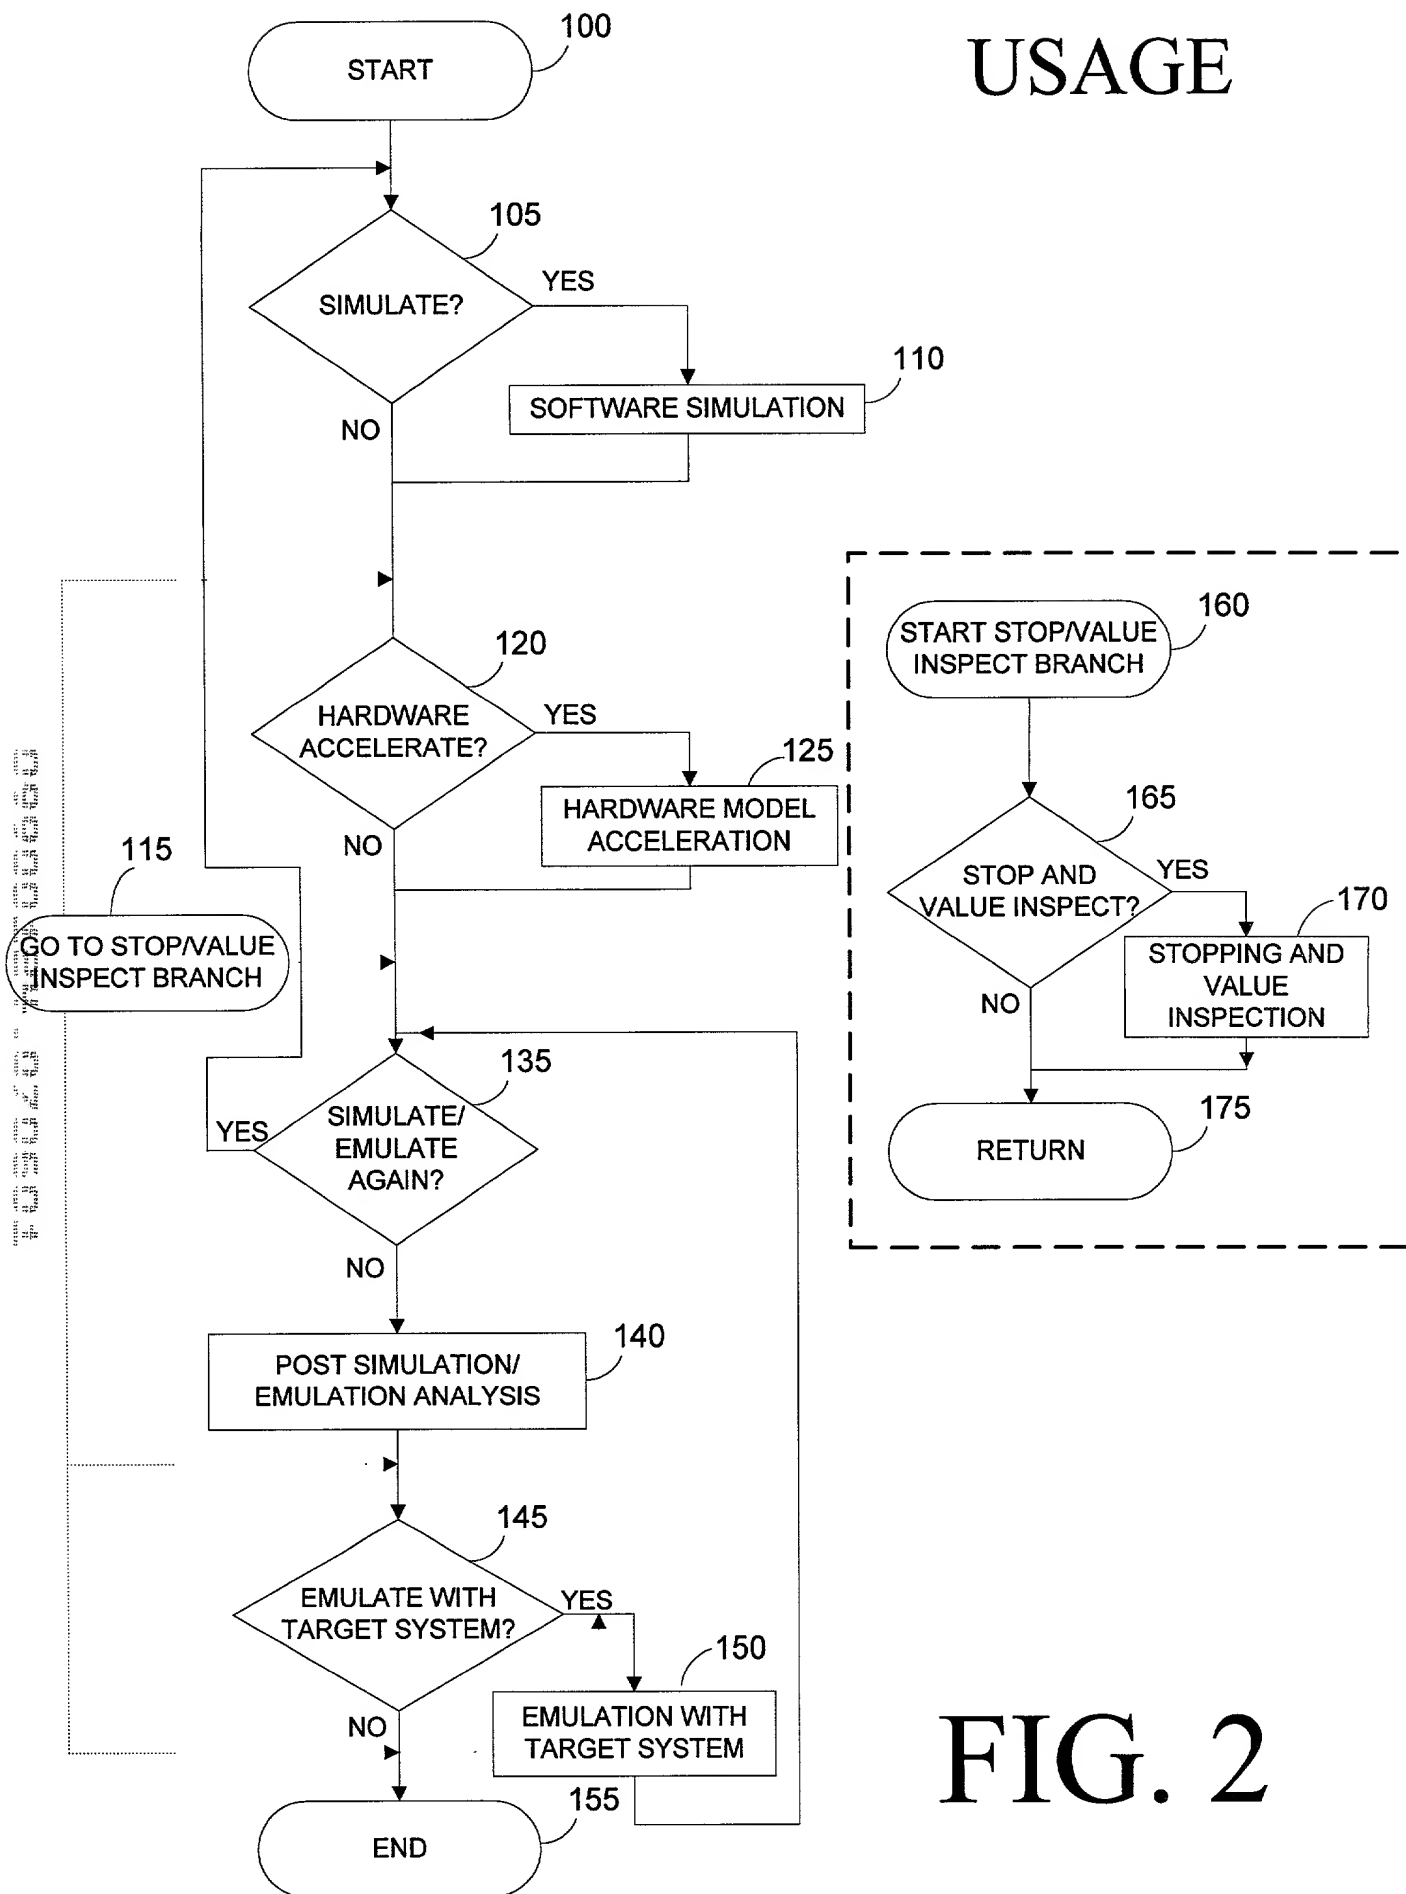 USAGE
100
START
105
SIMULATE?
YES
NO
110
SOFTWARE SIMULATION
120
HARDWARE
ACCELERATE?
YES
NO
125
HARDWARE MODEL
ACCELERATION
115
GO TO STOP/VALUE
INSPECT BRANCH
135
SIMULATE/
EMULATE
AGAIN?
YES
NO
140
POST SIMULATION/
EMULATION ANALYSIS
145
EMULATE WITH
TARGET SYSTEM?
YES
NO
150
EMULATION WITH
TARGET SYSTEM
155
END
160
START STOP/VALUE
INSPECT BRANCH
165
STOP AND
VALUE INSPECT?
YES
NO
170
STOPPING AND
VALUE
INSPECTION
175
RETURN
FIG. 2